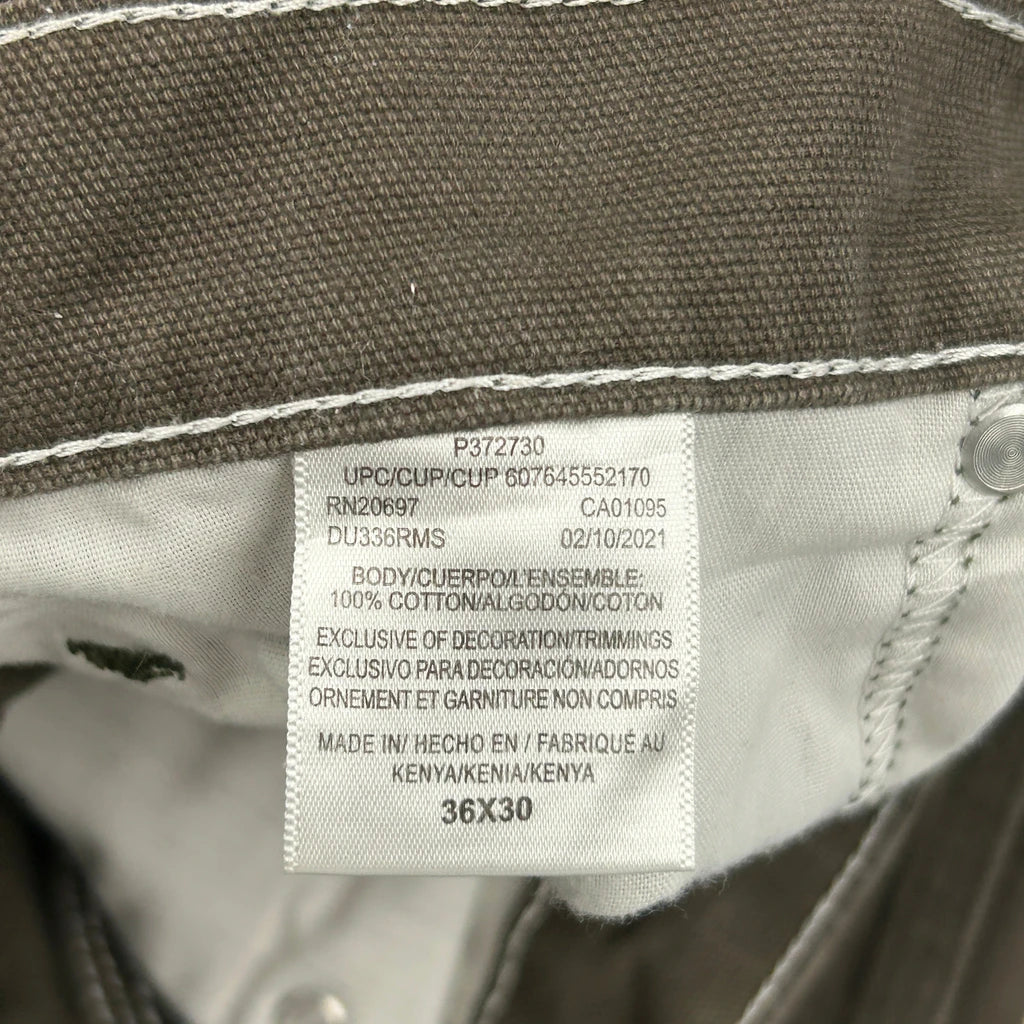 P372730
UPC/CUP/CUP 607645552170
RN20697 CA01095
DU336RMS 02/10/2021
BODY/CUERPO/L'ENSEMBLE:
100% COTTON/ALGODÓN/COTON
EXCLUSIVE OF DECORATION/TRIMMINGS
EXCLUSIVO PARA DECORACIÓN/ADORNOS
ORNEMENT ET GARNITURE NON COMPRIS
MADE IN/ HECHO EN / FABRIQUÉ AU
KENYA/KENIA/KENYA
36X30